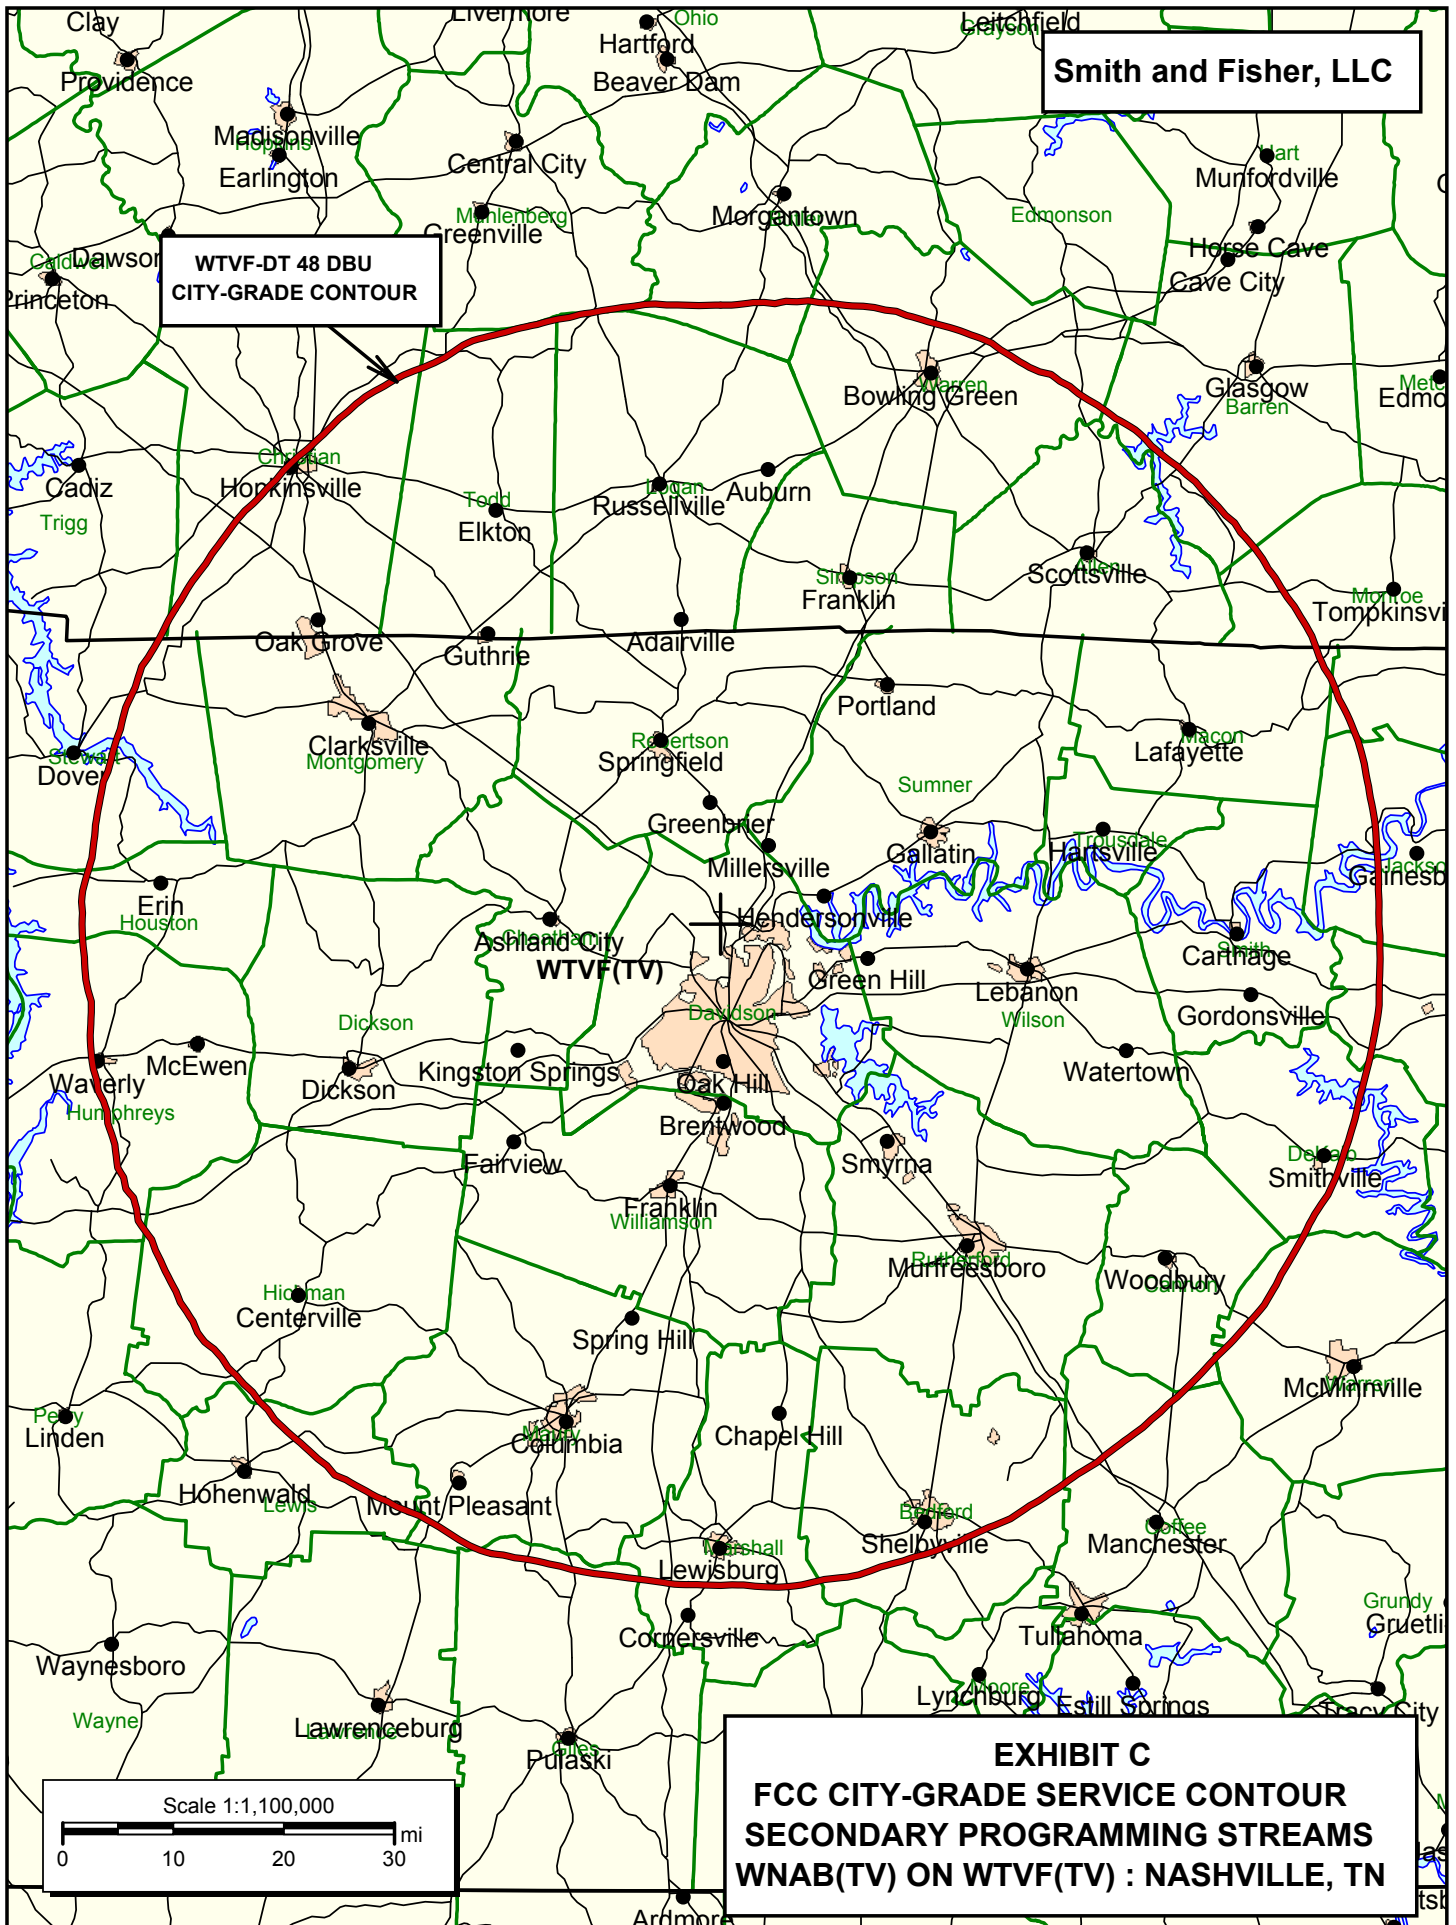 Clay
Livermore
Ohio
Leitchfield
Grayson
Hartford
Smith and Fisher, LLC
Providence
Beaver Dam
Madisonville
Hopkins
Central City
Hart
Earlington
Munfordville
Muhlenberg
Morgantown
Edmonson
Greenville
Horse Cave
Caldwell
Dawson
WTVF-DT 48 DBU
CITY-GRADE CONTOUR
Cave City
Princeton
Warren
Glasgow
Metc
Bowling Green
Barren
Edmo
Christian
Cadiz
Hopkinsville
Logan
Auburn
Todd
Russellville
Trigg
Elkton
Allen
Scottsville
Simpson
Franklin
Monroe
Tompkinsvi
Oak Grove
Guthrie
Adairville
Portland
Clarksville
Robertson
Macon
Stewart
Montgomery
Springfield
Lafayette
Dover
Sumner
Greenbrier
Trousdale
Millersville
Gallatin
Hartsville
Jackso
Gainesb
Erin
Houston
Hendersonville
Cheatham
Ashland City
Smith
Carthage
WTVF(TV)
Green Hill
Lebanon
Davidson
Gordonsville
Dickson
Wilson
McEwen
Kingston Springs
Watertown
Waverly
Dickson
Oak Hill
Humphreys
Brentwood
Fairview
Smyrna
DeKalb
Smithville
Franklin
Williamson
Rutherford
Murfreesboro
Woodbury
Cannon
Hickman
Centerville
Spring Hill
McMinnville
Warren
Perry
Linden
Maury
Columbia
Chapel Hill
Hohenwald
Lewis
Mount Pleasant
Bedford
Coffee
Shelbyville
Manchester
Marshall
Lewisburg
Grundy
Gruetli
Cornersville
Tullahoma
Waynesboro
Moore
Lynchburg
Estill Springs
Tracy City
Wayne
Lawrenceburg
Lawrence
Giles
Pulaski
EXHIBIT C
FCC CITY-GRADE SERVICE CONTOUR
SECONDARY PROGRAMMING STREAMS
WNAB(TV) ON WTVF(TV) : NASHVILLE, TN
Scale 1:1,100,000
mi
0 10 20 30
Ardmore